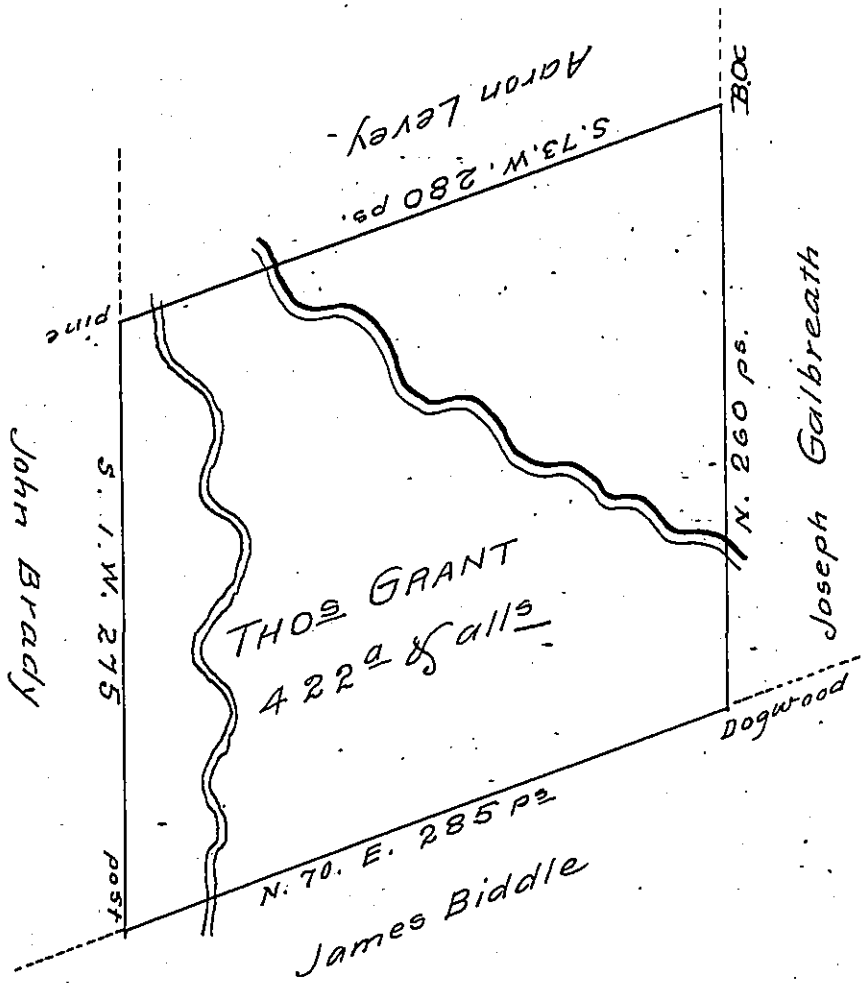 Aaron Levey.
B.Oc
S. 73. W. 280 ps.
pine
John Brady
S. 1. W. 275
N. 260 ps.
Joseph Galbreath
THOS GRANT
422a & alls
Dogwood
post
N. 70. E. 285 ps
James Biddle